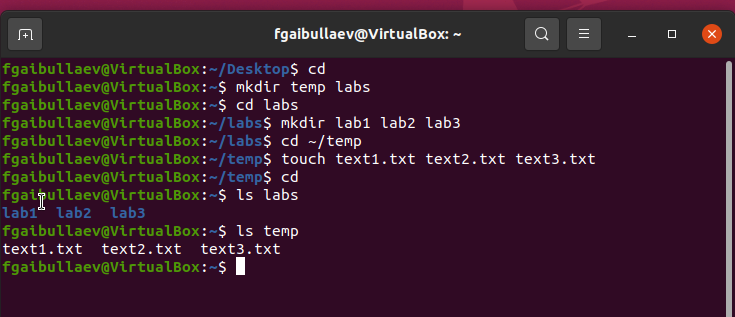 fgaibullaev@VirtualBox: ~
fgaibullaev@VirtualBox:~/Desktop$ cd
fgaibullaev@VirtualBox:~$ mkdir temp labs
fgaibullaev@VirtualBox:~$ cd labs
fgaibullaev@VirtualBox:~/labs$ mkdir lab1 lab2 lab3
fgaibullaev@VirtualBox:~/labs$ cd ~/temp
fgaibullaev@VirtualBox:~/temp$ touch text1.txt text2.txt text3.txt
fgaibullaev@VirtualBox:~/temp$ cd
fgaibullaev@VirtualBox:~$ ls labs
lab1  lab2  lab3
fgaibullaev@VirtualBox:~$ ls temp
text1.txt  text2.txt  text3.txt
fgaibullaev@VirtualBox:~$